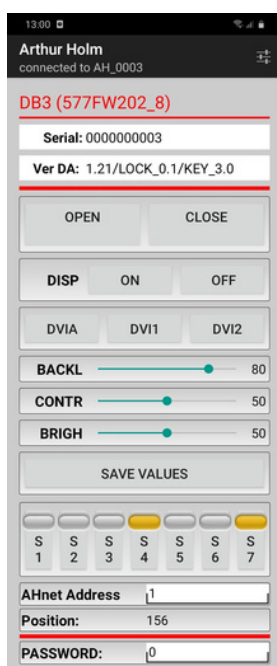 13:00
Arthur Holm
connected to AH_0003
DB3 (577FW202_8)
Serial: 0000000003
Ver DA: 1.21/LOCK_0.1/KEY_3.0
OPEN CLOSE
DISP ON OFF
DVIA DVI1 DVI2
BACKL 80
CONTR 50
BRIGH 50
SAVE VALUES
S S S S S S S
1 2 3 4 5 6 7
AHnet Address 1
Position: 156
PASSWORD: 0